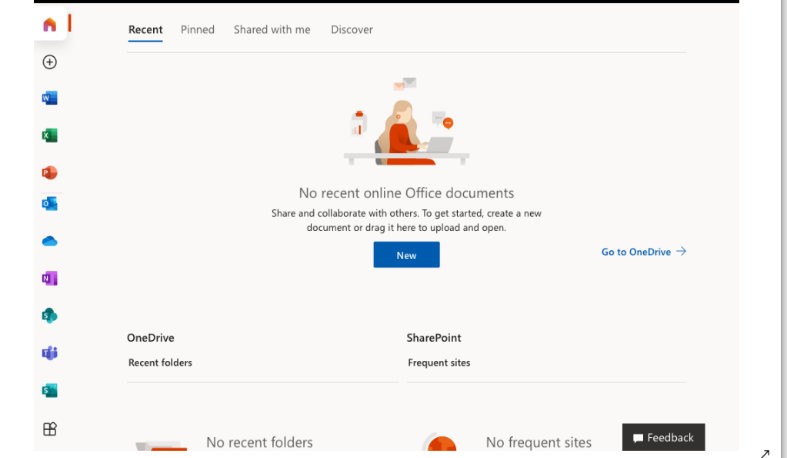 Recent Pinned Shared with me Discover
No recent online Office documents
Share and collaborate with others. To get started, create a new
document or drag it here to upload and open.
New
Go to OneDrive →
OneDrive
SharePoint
Recent folders
Frequent sites
No recent folders
No frequent sites
Feedback